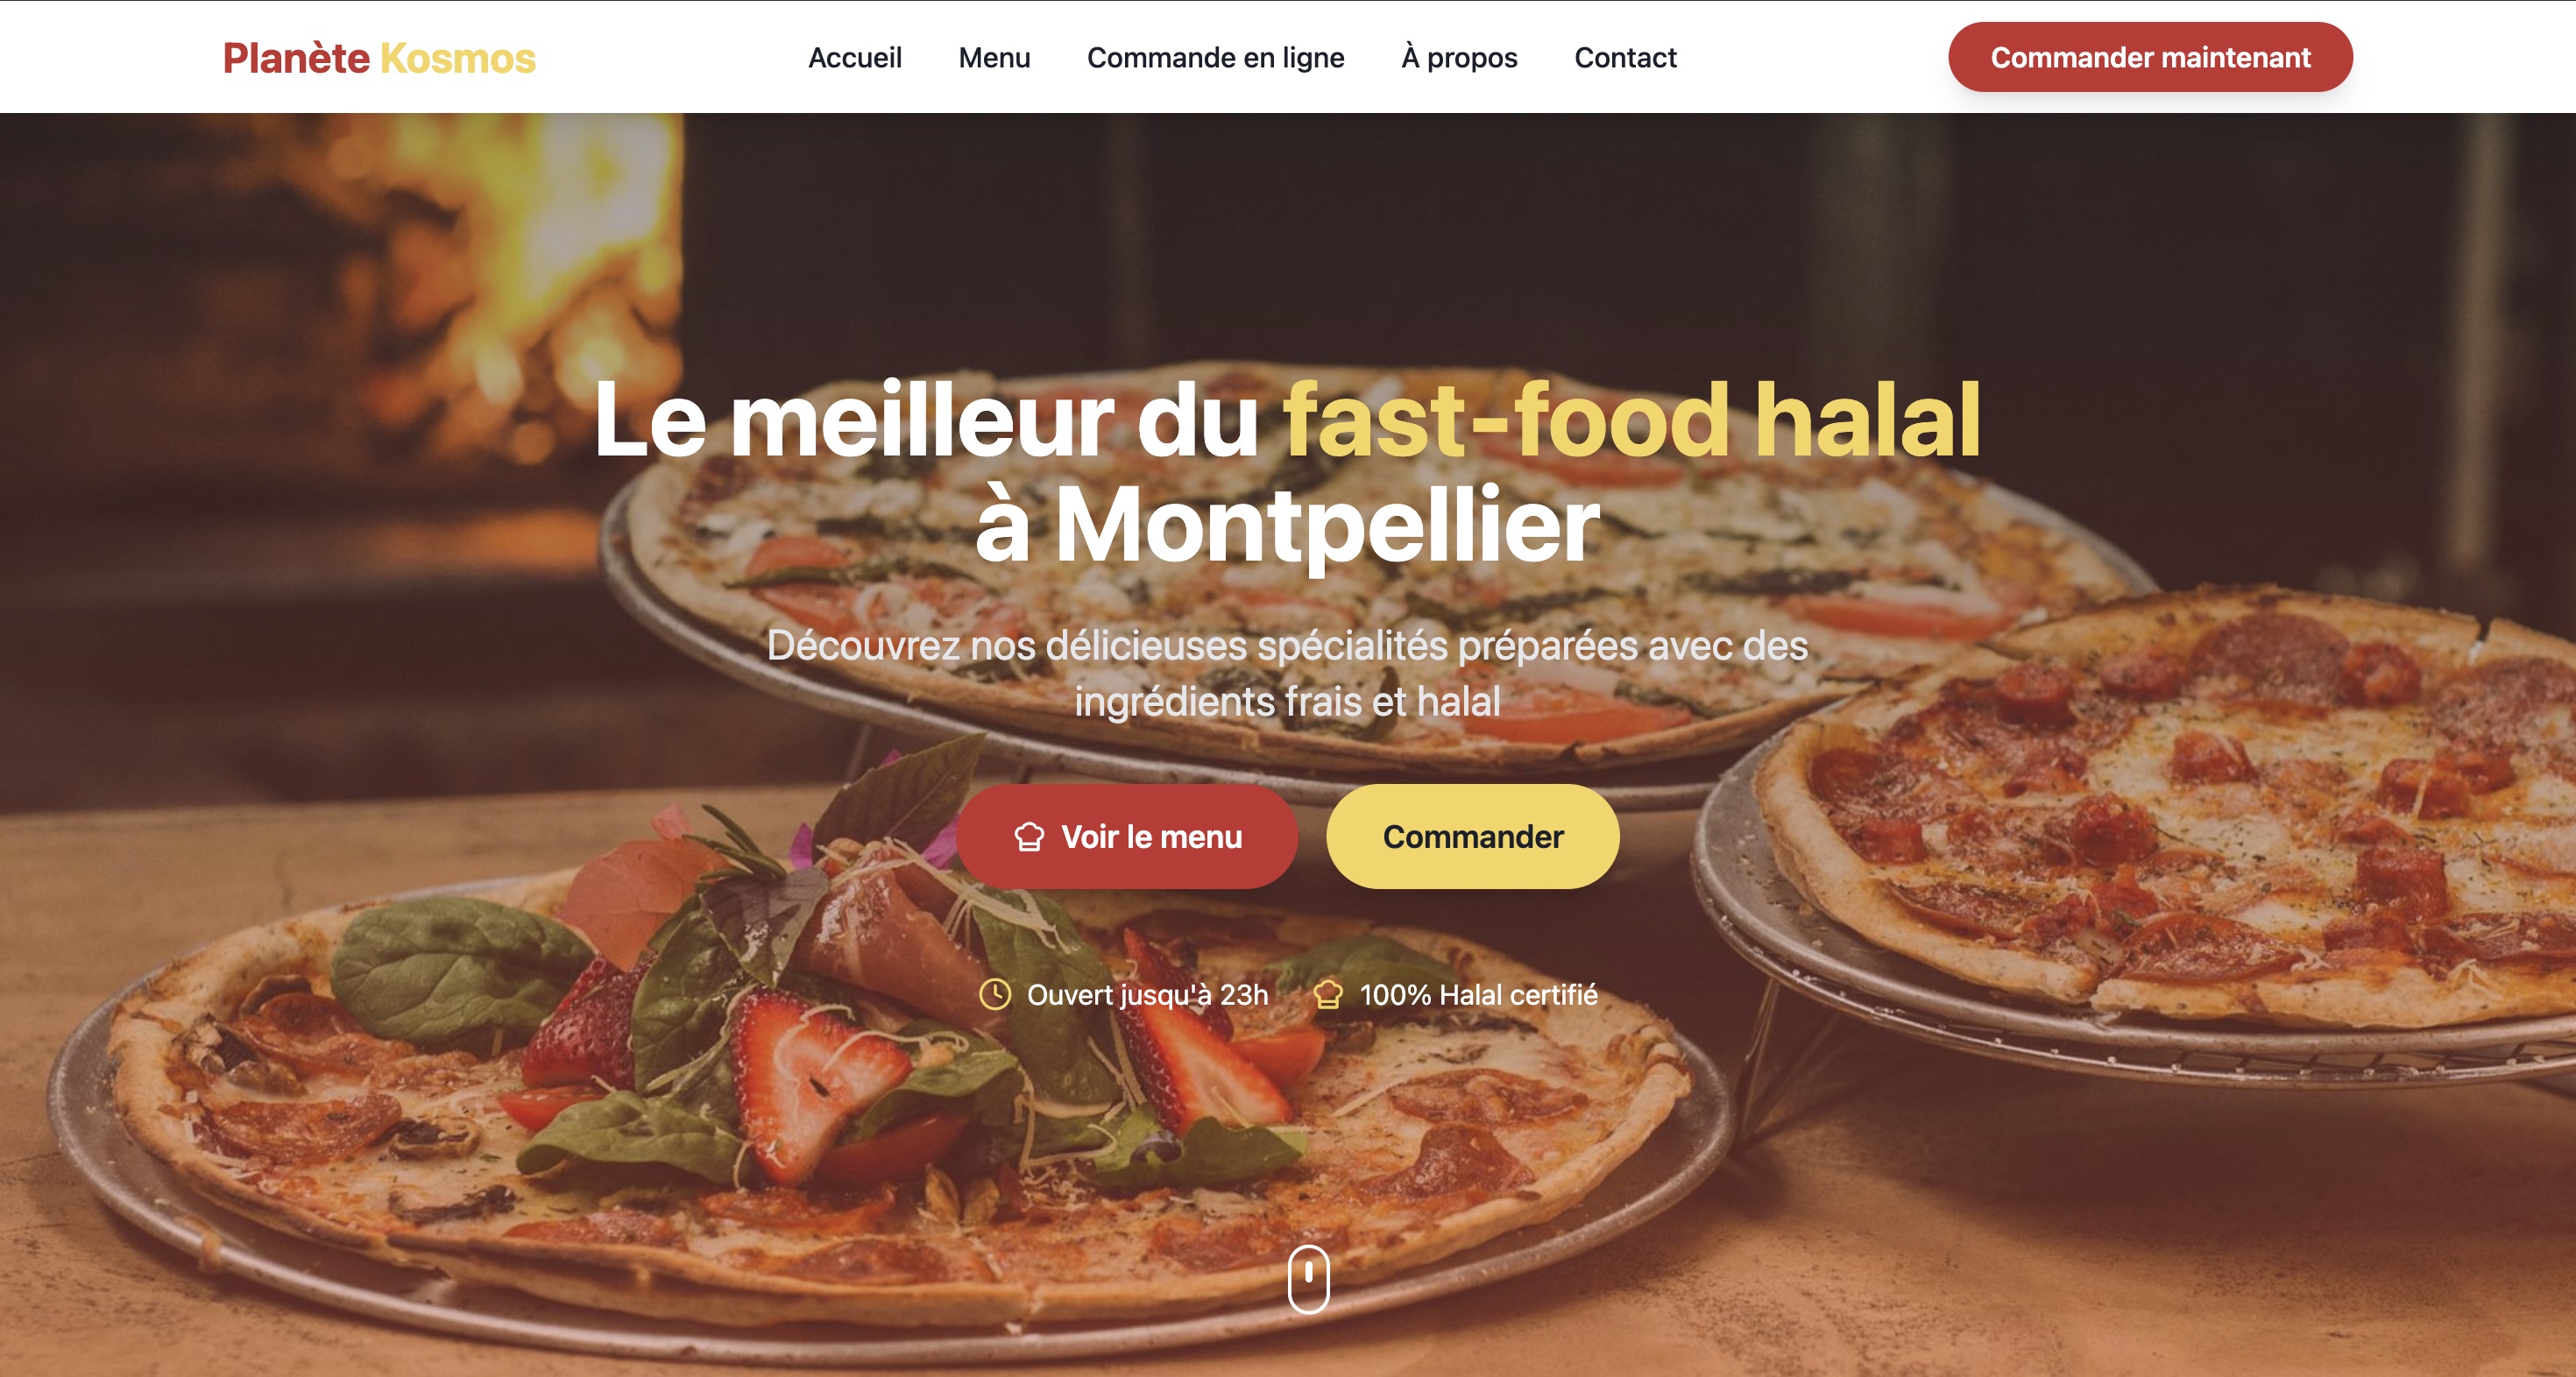 Planète Kosmos
Accueil
Menu
Commande en ligne
À propos
Contact
Commander maintenant
Le meilleur du fast-food halal
à Montpellier
Découvrez nos délicieuses spécialités préparées avec des
ingrédients frais et halal
Voir le menu
Commander
Ouvert jusqu'à 23h
100% Halal certifié